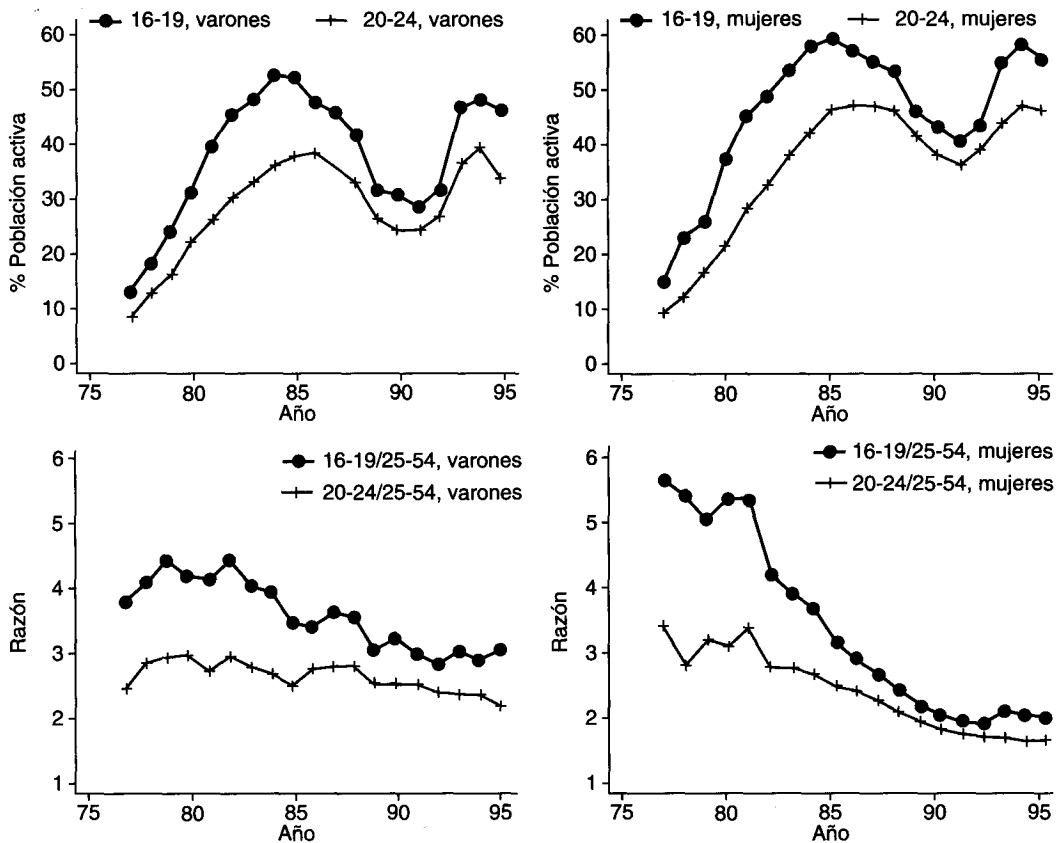 16-19, varones 20-24, varones
% Población activa
60
50
40
30
20
10
0
75 80 85 90 95
Año
16-19, mujeres 20-24, mujeres
% Población activa
60
50
40
30
20
10
0
75 80 85 90 95
Año
16-19/25-54, varones
20-24/25-54, varones
Razón
6
5
4
3
2
1
75 80 85 90 95
Año
16-19/25-54, mujeres
20-24/25-54, mujeres
Razón
6
5
4
3
2
1
75 80 85 90 95
Año